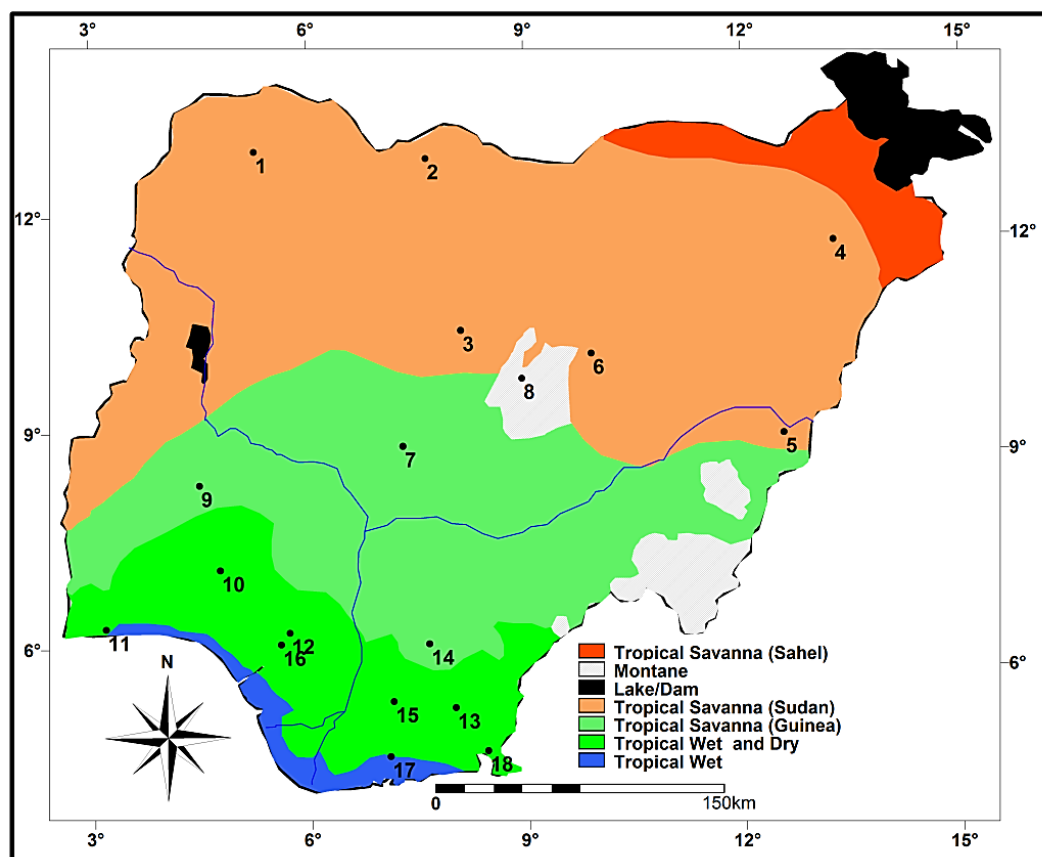 3° 6° 9° 12° 15°
1
2
12° 12°
4
3
6
8
9° 9°
5
7
9
10
11
12
6° 6°
16
14
N
15
13
18
17
Tropical Savanna (Sahel)
Montane
Lake/Dam
Tropical Savanna (Sudan)
Tropical Savanna (Guinea)
Tropical Wet and Dry
Tropical Wet
0 150km
3° 6° 9° 12° 15°